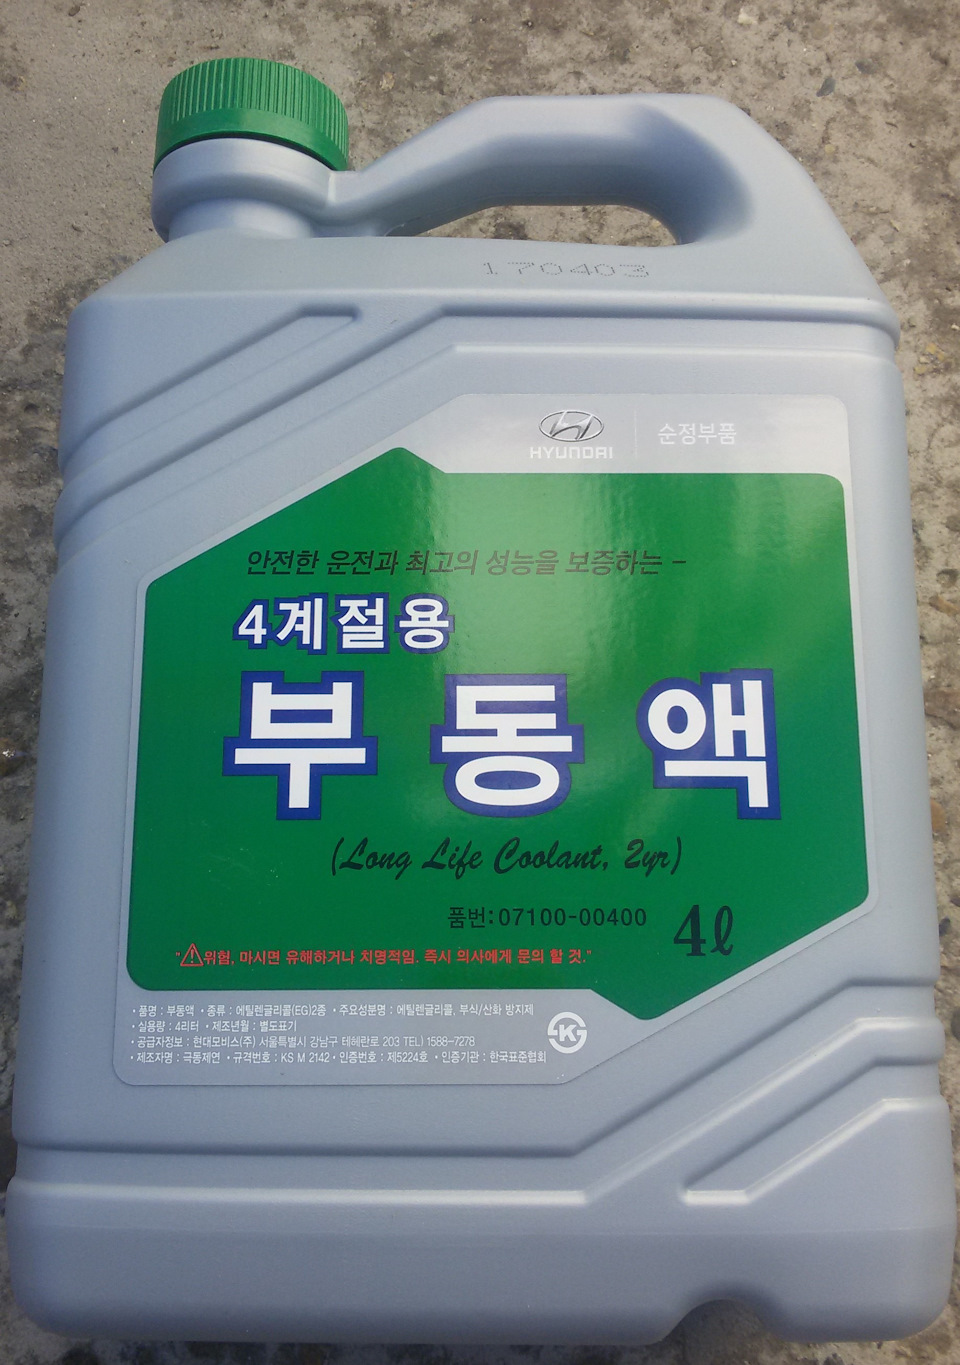 170403
HYUNDAI 순정부품
안전한 운전과 최고의 성능을 보증하는 -
4계절용
부동액
(Long Life Coolant, 2yr)
품번:07100-00400 4ℓ
"⚠위험, 마시면 유해하거나 치명적임. 즉시 의사에게 문의 할 것."
• 품명 : 부동액 • 종류 : 에틸렌글리콜(EG)2종 • 주요성분명 : 에틸렌글리콜, 부식/산화 방지제
• 실용량 : 4리터 • 제조년월 : 별도표기
• 공급자정보 : 현대모비스(주) 서울특별시 강남구 테헤란로 203 TEL) 1588-7278
• 제조자명 : 극동제연 • 규격번호 : KS M 2142 • 인증번호 : 제5224호 • 인증기관 : 한국표준협회